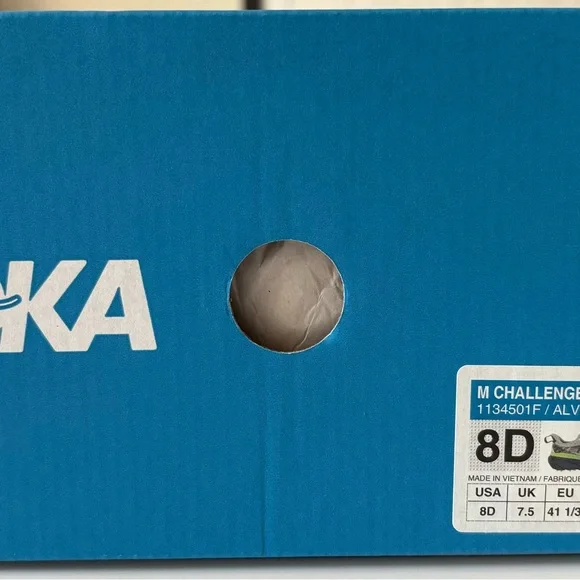 KA
M CHALLENGE
1134501F / ALV
8D
MADE IN VIETNAM / FABRIQUE
USA UK EU
8D 7.5 41 1/3